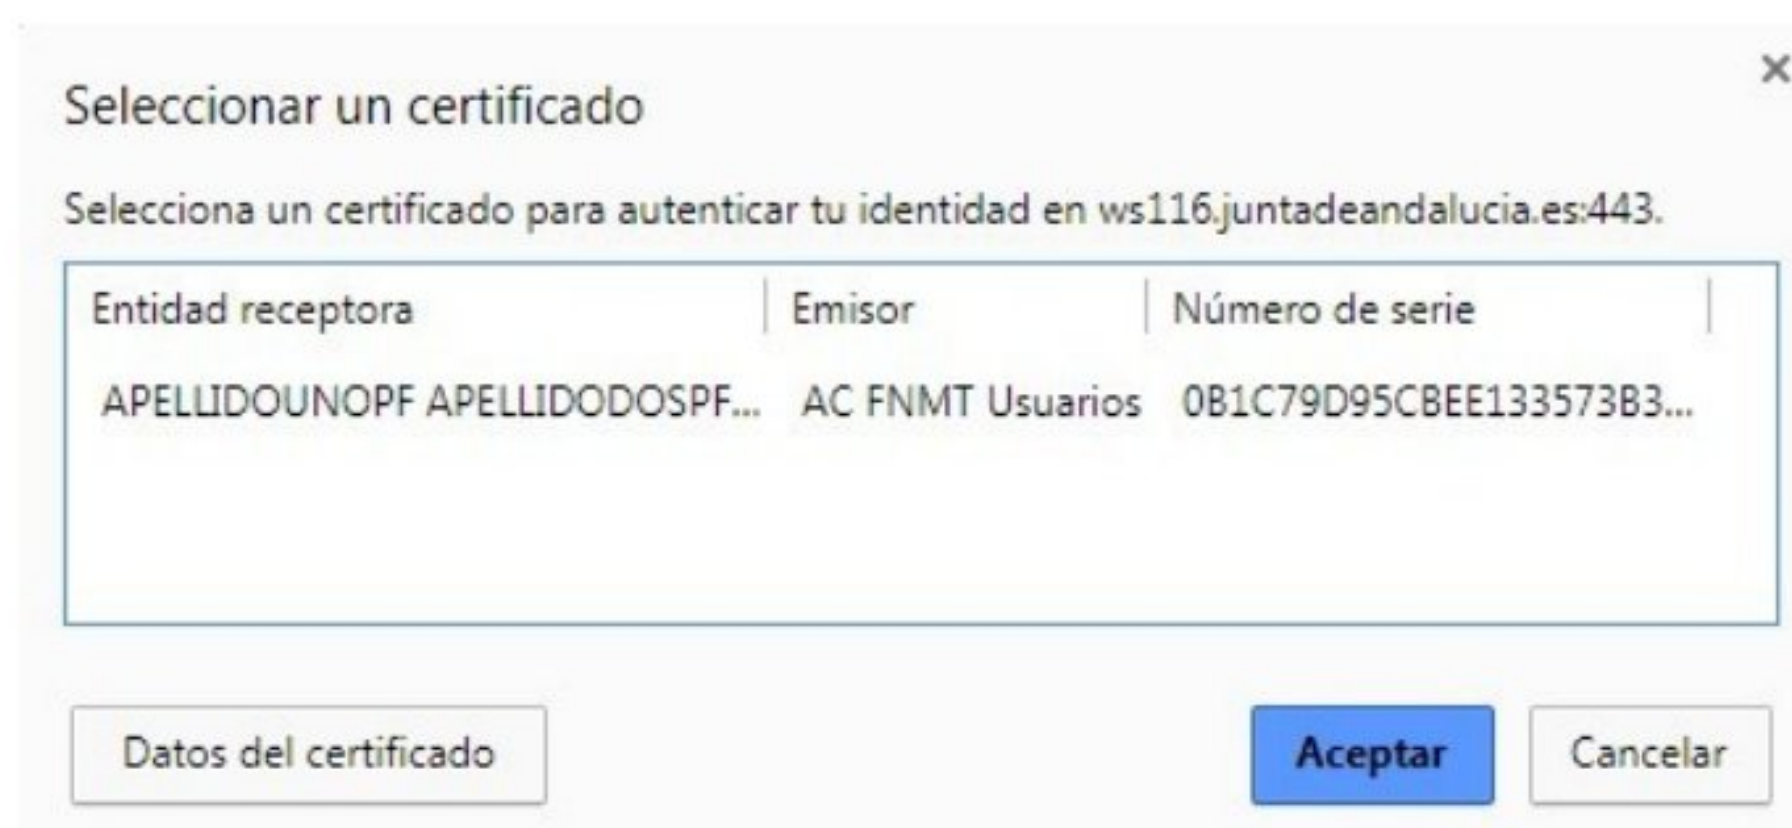 Seleccionar un certificado
Selecciona un certificado para autenticar tu identidad en ws116.juntadeandalucia.es:443.
Entidad receptora Emisor Número de serie
APELLIDOUNOPF APELLIDODOSPF... AC FNMT Usuarios 0B1C79D95CBEE133573B3...
Datos del certificado Aceptar Cancelar